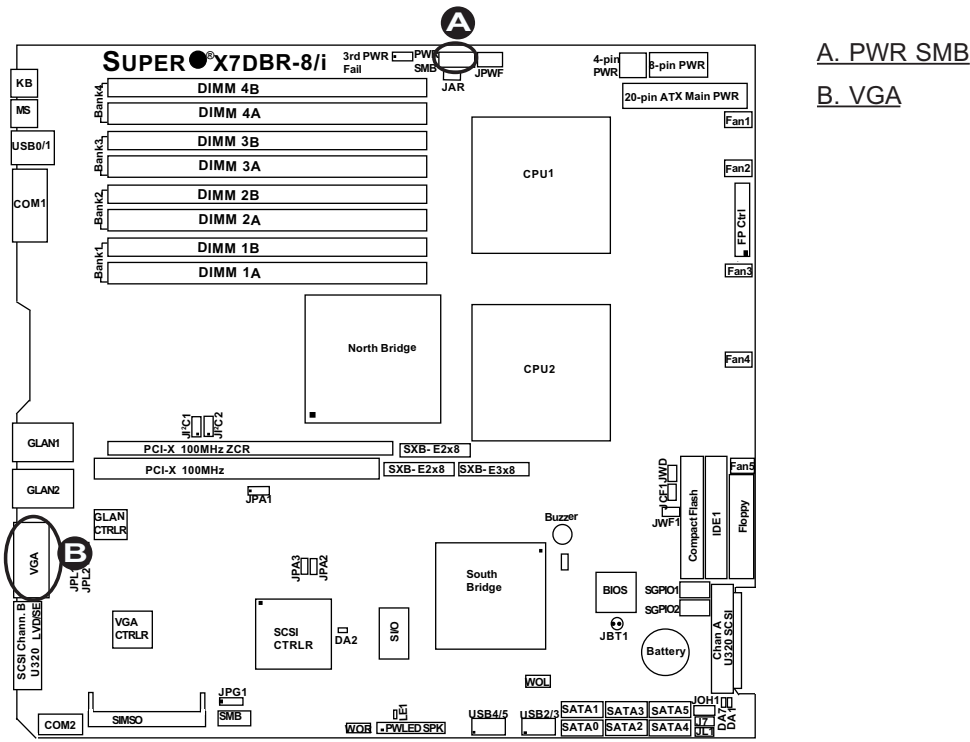 A
SUPER ●® X7DBR-8/i
3rd PWR Fail
PWR SMB
JPWF
JAR
4-pin PWR
8-pin PWR
20-pin ATX Main PWR
A. PWR SMB
B. VGA
KB
MS
USB0/1
COM1
Bank4
DIMM 4B
DIMM 4A
Bank3
DIMM 3B
DIMM 3A
Bank2
DIMM 2B
DIMM 2A
Bank1
DIMM 1B
DIMM 1A
CPU1
Fan1
Fan2
FP Ctrl
Fan3
North Bridge
CPU2
Fan4
JI²C1
JI²C2
GLAN1
PCI-X 100MHz ZCR
SXB-E2x8
PCI-X 100MHz
SXB-E2x8
SXB-E3x8
GLAN2
JPA1
JWD
JCF1
JWF1
Fan5
Compact Flash
IDE1
Floppy
GLAN CTRLR
Buzzer
VGA
B
JPL1
JPL2
JPA3
JPA2
South Bridge
BIOS
SGPIO1
SGPIO2
JBT1
SCSI Chann. B
U320 LVD/SE
VGA CTRLR
SCSI CTRLR
DA2
S/IO
Battery
Chan A
U320 SCSI
WOL
JPG1
SIMSO
SMB
COM2
LE1
WOR
PWLED SPK
USB4/5
USB2/3
SATA1
SATA3
SATA5
SATA0
SATA2
SATA4
JOH1
J7
JL1
DA7
DA1